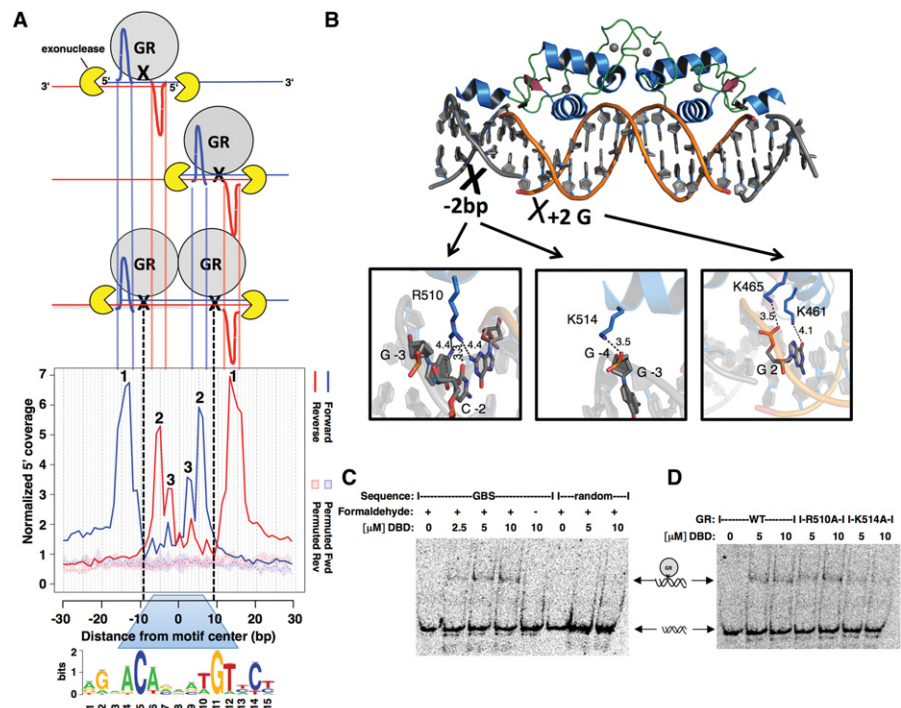 A
exonuclease
GR
X
5'
5'
3'
3'
GR
X
GR
GR
X
X
7
6
5
4
3
2
1
0
Normalized 5' coverage
1
2
3
3
2
1
Reverse
Forward
Permuted Rev
Permuted Fwd
-30 -20 -10 0 10 20 30
Distance from motif center (bp)
2
1
0
bits
1 2 3 4 5 6 7 8 9 10 11 12 13 14 15
B
X
-2bp
X+2 G
R510
4.4
3.3
4.4
G -3
C -2
K514
3.5
G -4
G -3
K465
K461
3.5
4.1
G 2
C
Sequence: I-------GBS-------------I I----random----I
Formaldehyde: + + + + - + + +
[µM] DBD: 0 2.5 5 10 10 0 5 10
GR
D
GR: I--------WT-------I I-R510A-I I-K514A-I
[µM] DBD: 0 5 10 5 10 5 10